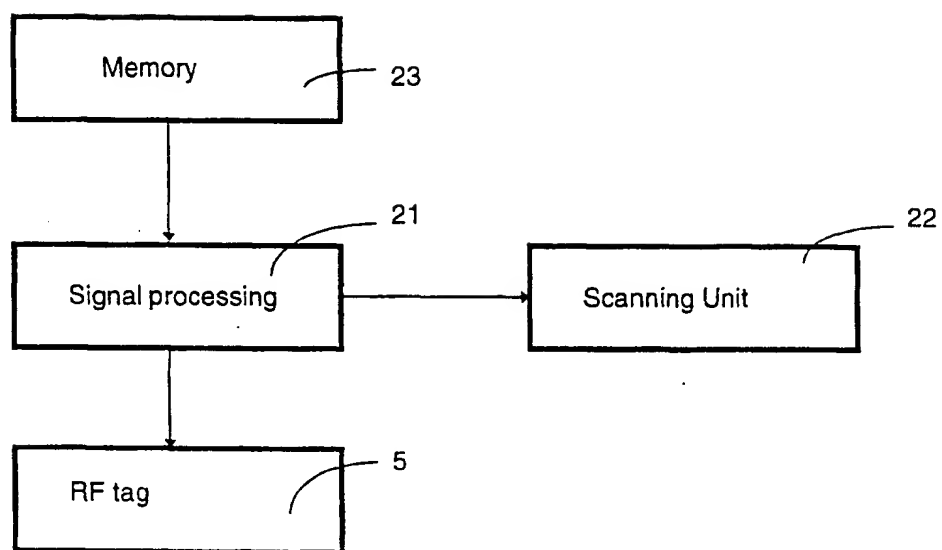 Memory
23
21
22
Signal processing
Scanning Unit
5
RF tag